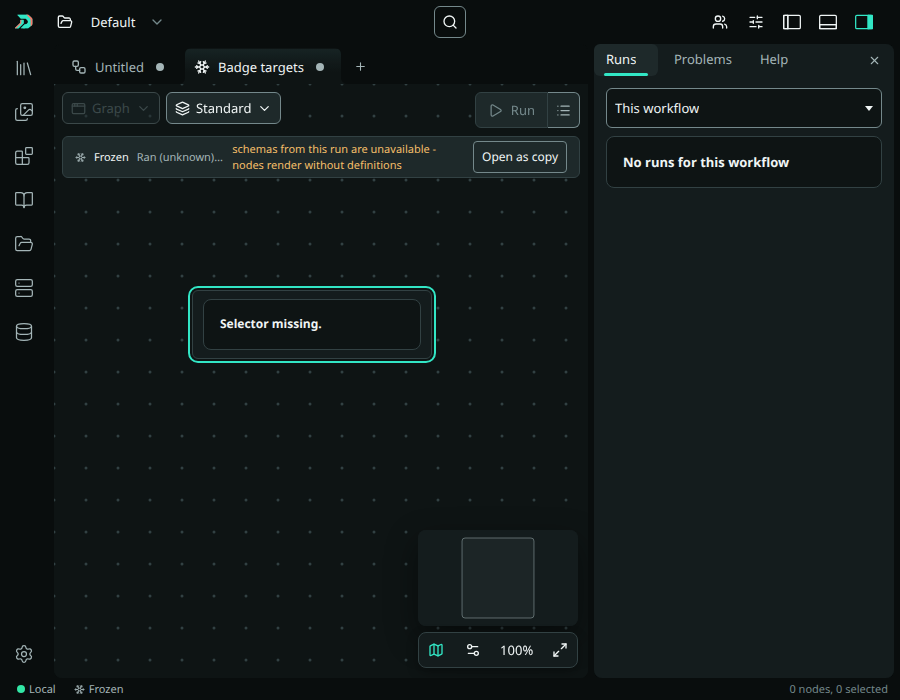 Default
Untitled
Badge targets
Runs
Problems
Help
Graph
Standard
Run
This workflow
Frozen
Ran (unknown)...
schemas from this run are unavailable -
nodes render without definitions
Open as copy
No runs for this workflow
Selector missing.
100%
Local
Frozen
0 nodes, 0 selected